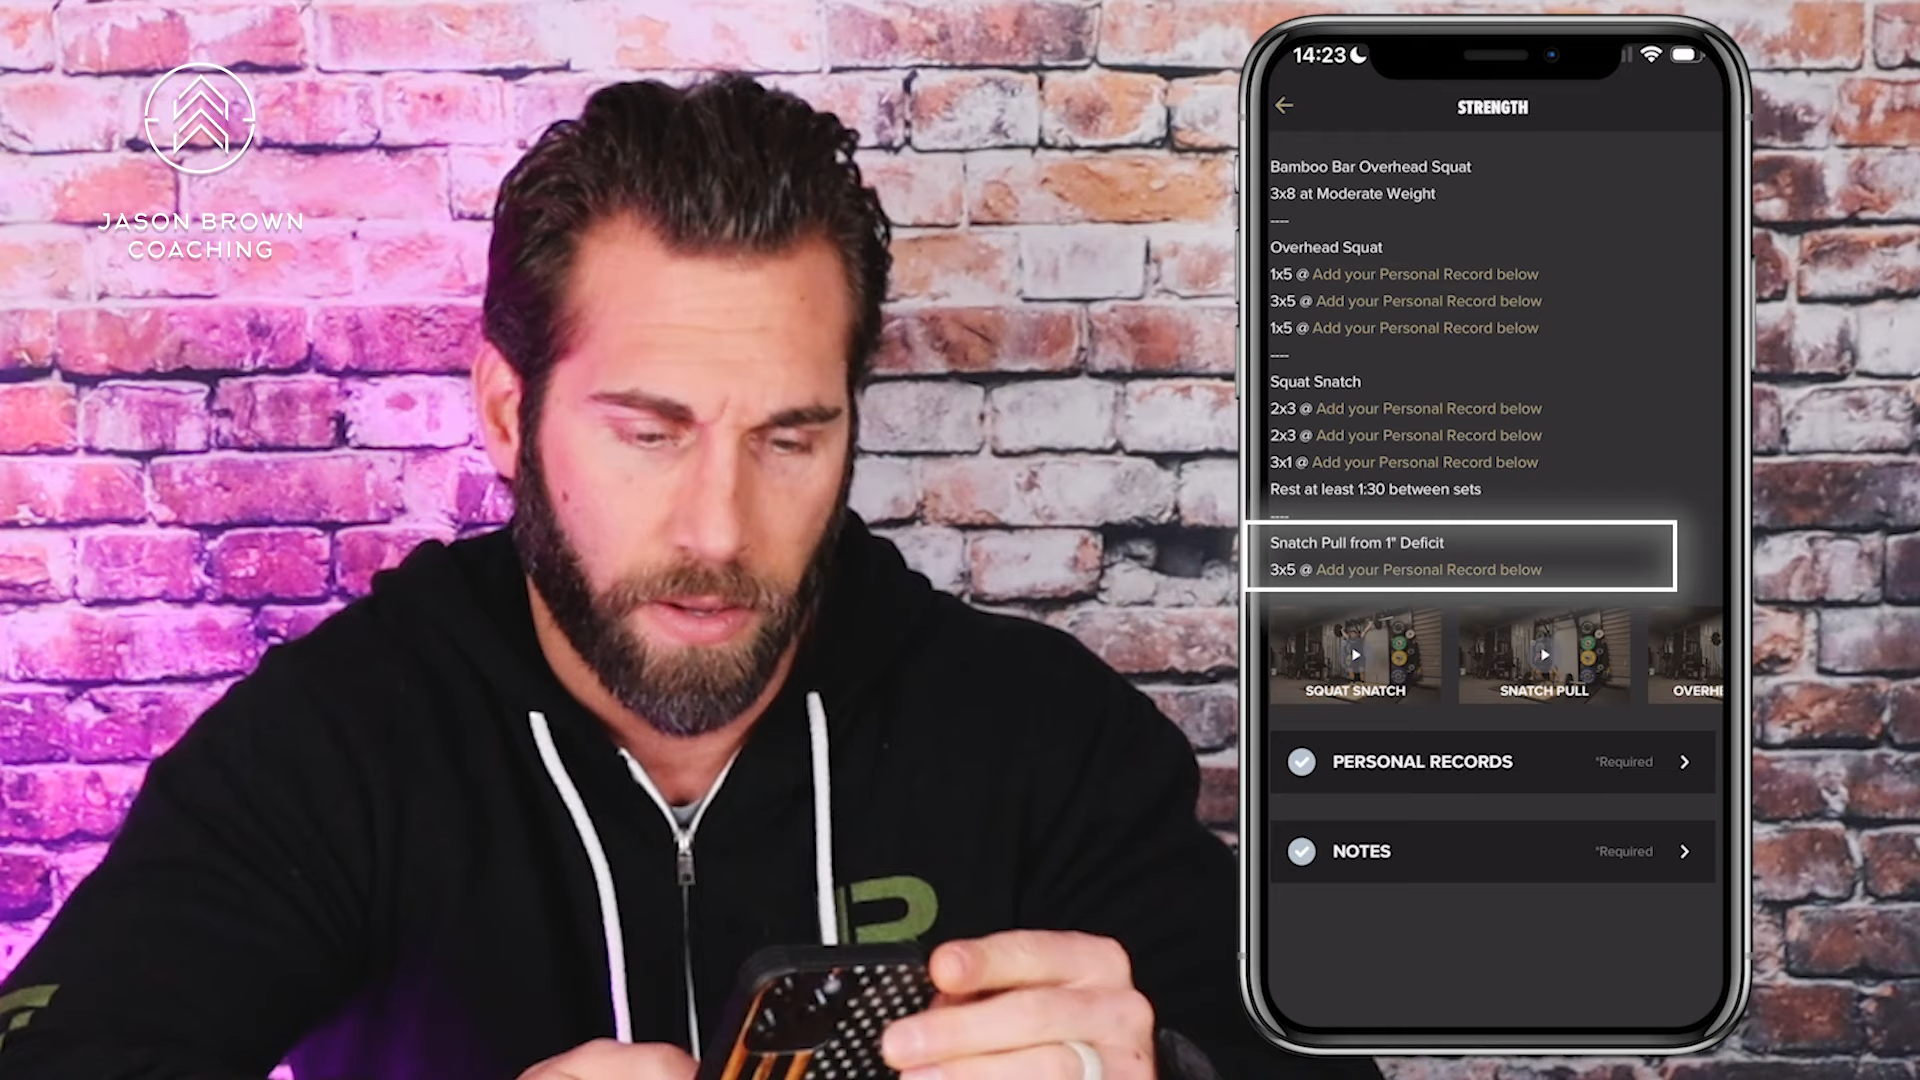 JASON BROWN
COACHING
14:23
STRENGTH
Bamboo Bar Overhead Squat
3x8 at Moderate Weight
----
Overhead Squat
1x5 @ Add your Personal Record below
3x5 @ Add your Personal Record below
1x5 @ Add your Personal Record below
----
Squat Snatch
2x3 @ Add your Personal Record below
2x3 @ Add your Personal Record below
3x1 @ Add your Personal Record below
Rest at least 1:30 between sets
----
Snatch Pull from 1" Deficit
3x5 @ Add your Personal Record below
SQUAT SNATCH
SNATCH PULL
OVERHE
PERSONAL RECORDS
*Required
NOTES
*Required